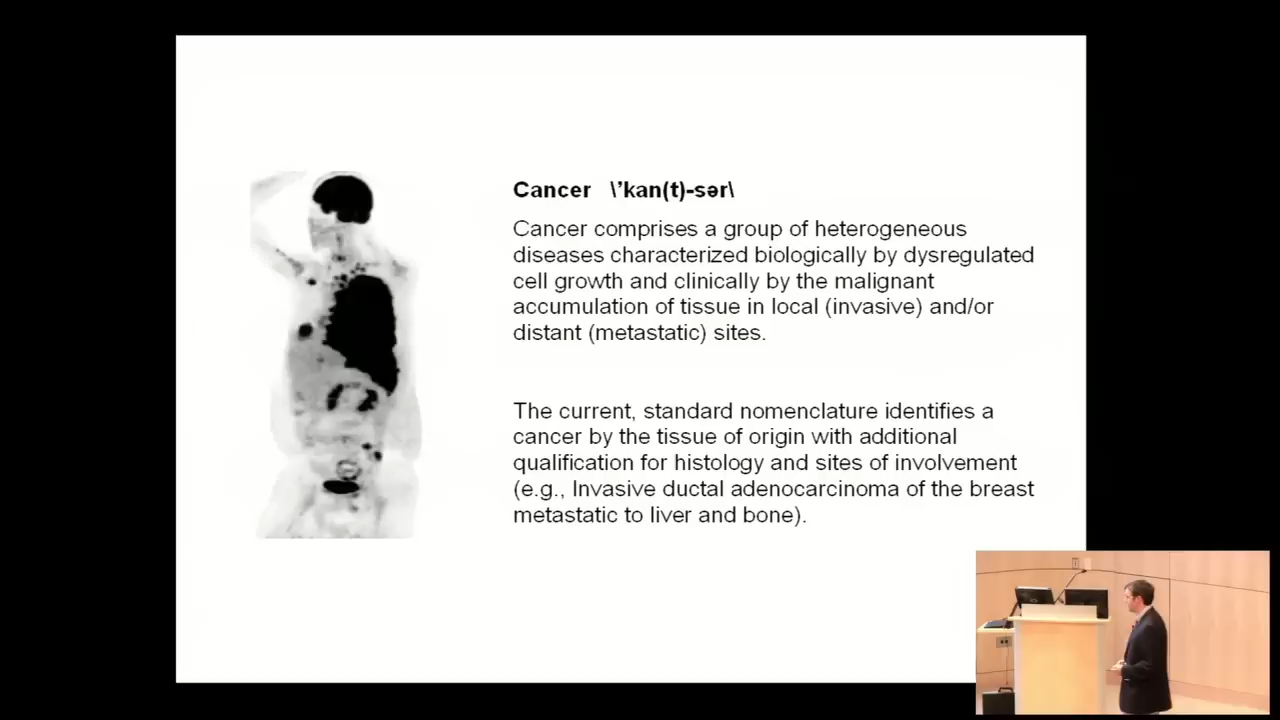 Cancer \'kan(t)-sər\
Cancer comprises a group of heterogeneous
diseases characterized biologically by dysregulated
cell growth and clinically by the malignant
accumulation of tissue in local (invasive) and/or
distant (metastatic) sites.
The current, standard nomenclature identifies a
cancer by the tissue of origin with additional
qualification for histology and sites of involvement
(e.g., Invasive ductal adenocarcinoma of the breast
metastatic to liver and bone).